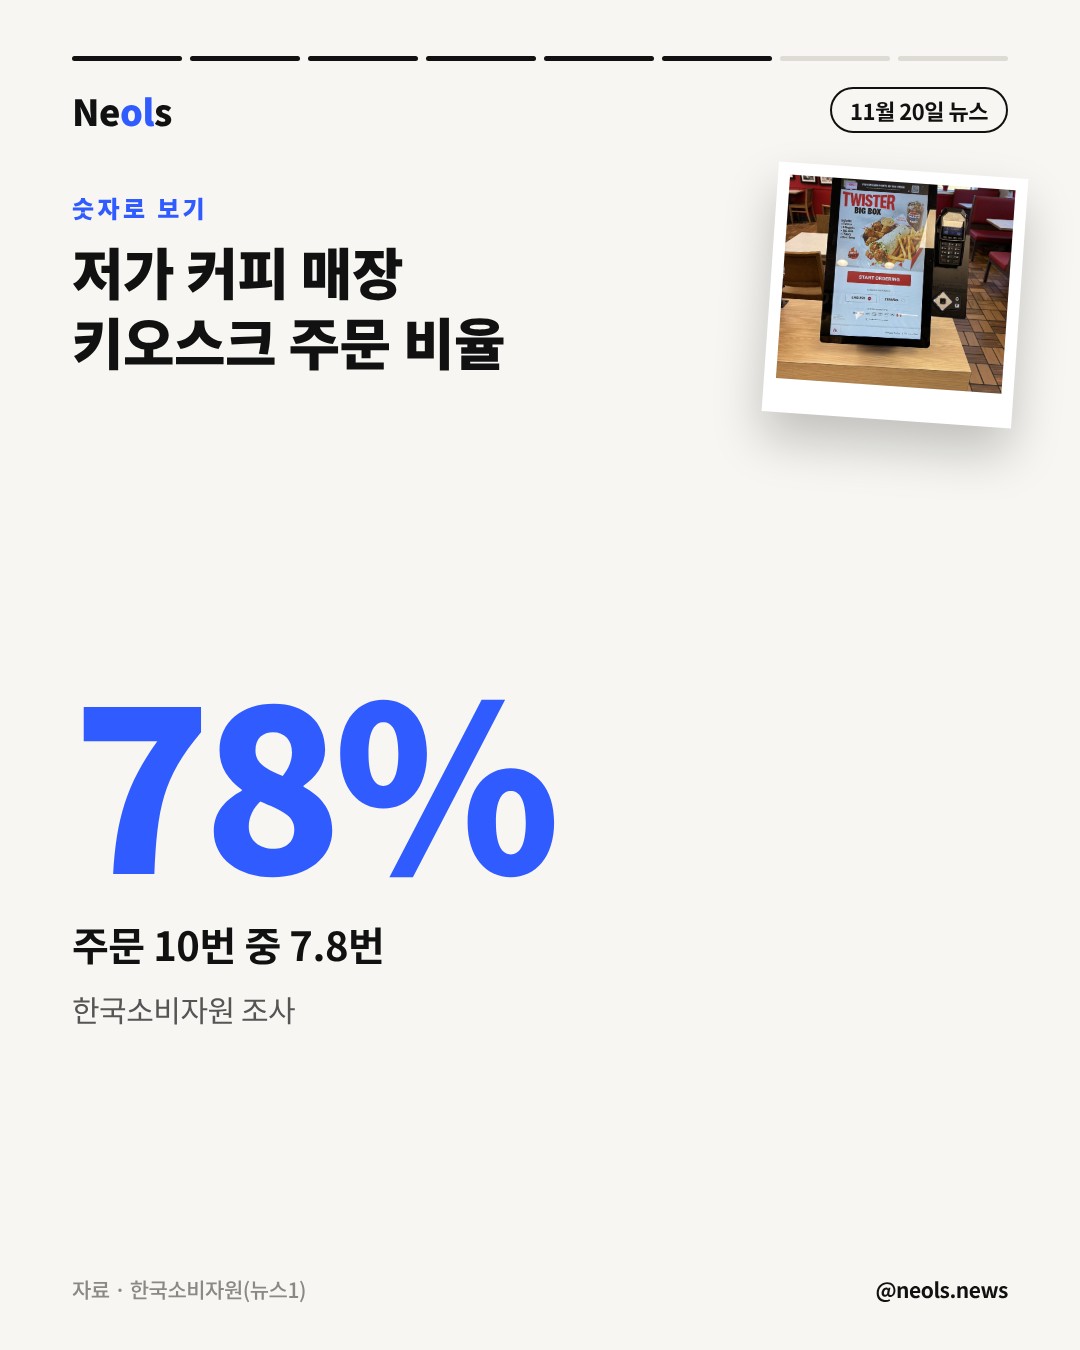 Neols
11월 20일 뉴스
숫자로 보기
저가 커피 매장
키오스크 주문 비율
TWISTER
BIG BOX
START ORDERING
78%
주문 10번 중 7.8번
한국소비자원 조사
자료 · 한국소비자원(뉴스1)
@neols.news